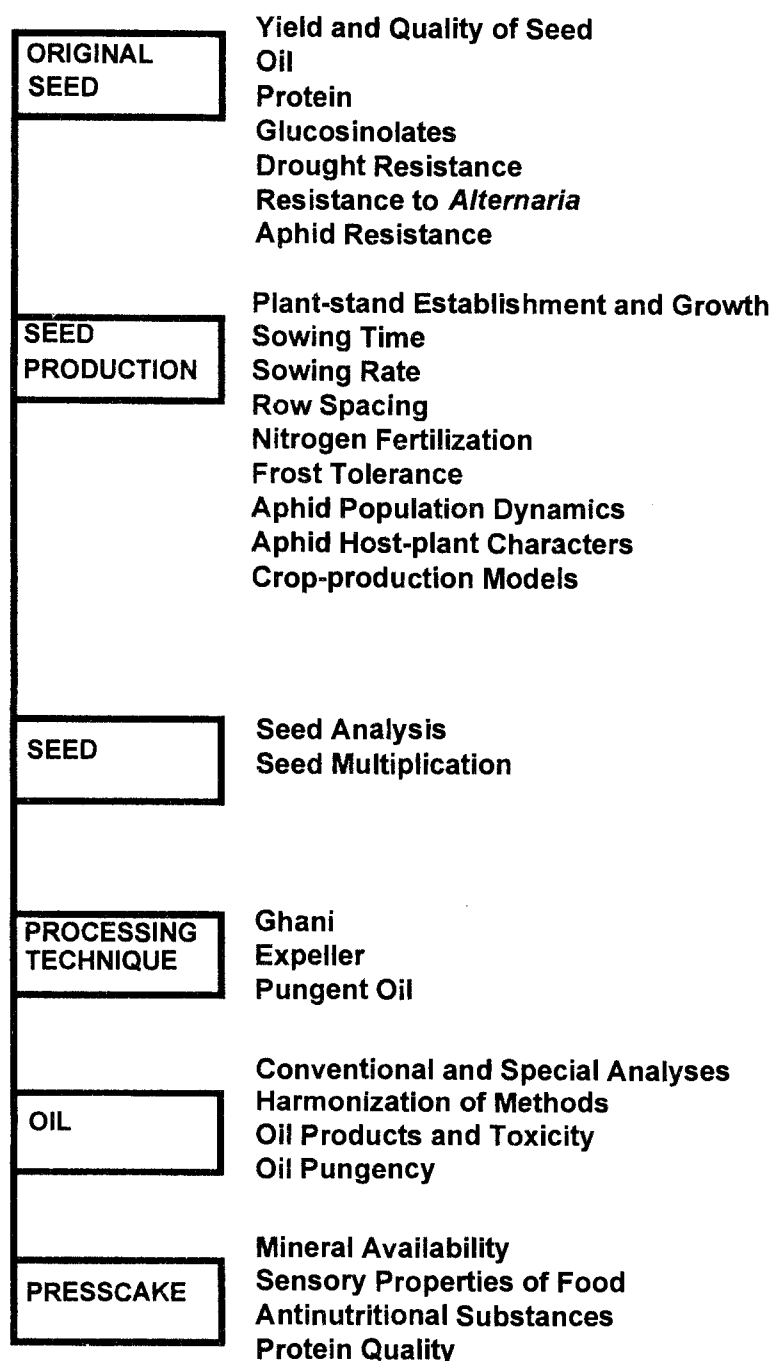 ORIGINAL
SEED
Yield and Quality of Seed
Oil
Protein
Glucosinolates
Drought Resistance
Resistance to Alternaria
Aphid Resistance
SEED
PRODUCTION
Plant-stand Establishment and Growth
Sowing Time
Sowing Rate
Row Spacing
Nitrogen Fertilization
Frost Tolerance
Aphid Population Dynamics
Aphid Host-plant Characters
Crop-production Models
SEED
Seed Analysis
Seed Multiplication
PROCESSING
TECHNIQUE
Ghani
Expeller
Pungent Oil
OIL
Conventional and Special Analyses
Harmonization of Methods
Oil Products and Toxicity
Oil Pungency
PRESSCAKE
Mineral Availability
Sensory Properties of Food
Antinutritional Substances
Protein Quality